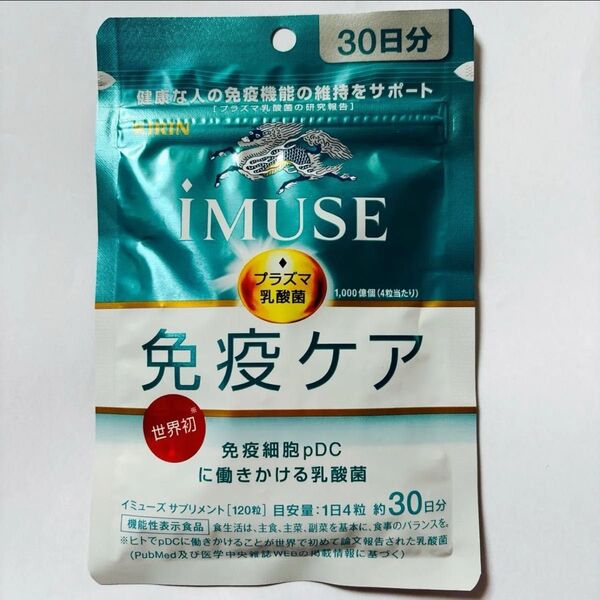 30日分
健康な人の免疫機能の維持をサポート
[プラズマ乳酸菌の研究報告]
KIRIN
iMUSE
プラズマ
乳酸菌
1,000億個(4粒当たり)
免疫ケア
世界初※
免疫細胞pDC
に働きかける乳酸菌
イミューズ サプリメント[120粒] 目安量:1日4粒 約30日分
機能性表示食品 食生活は、主食、主菜、副菜を基本に、食事のバランスを。
※ヒトでpDCに働きかけることが世界で初めて論文報告された乳酸菌
(PubMed及び医学中央雑誌WEBの掲載情報に基づく)